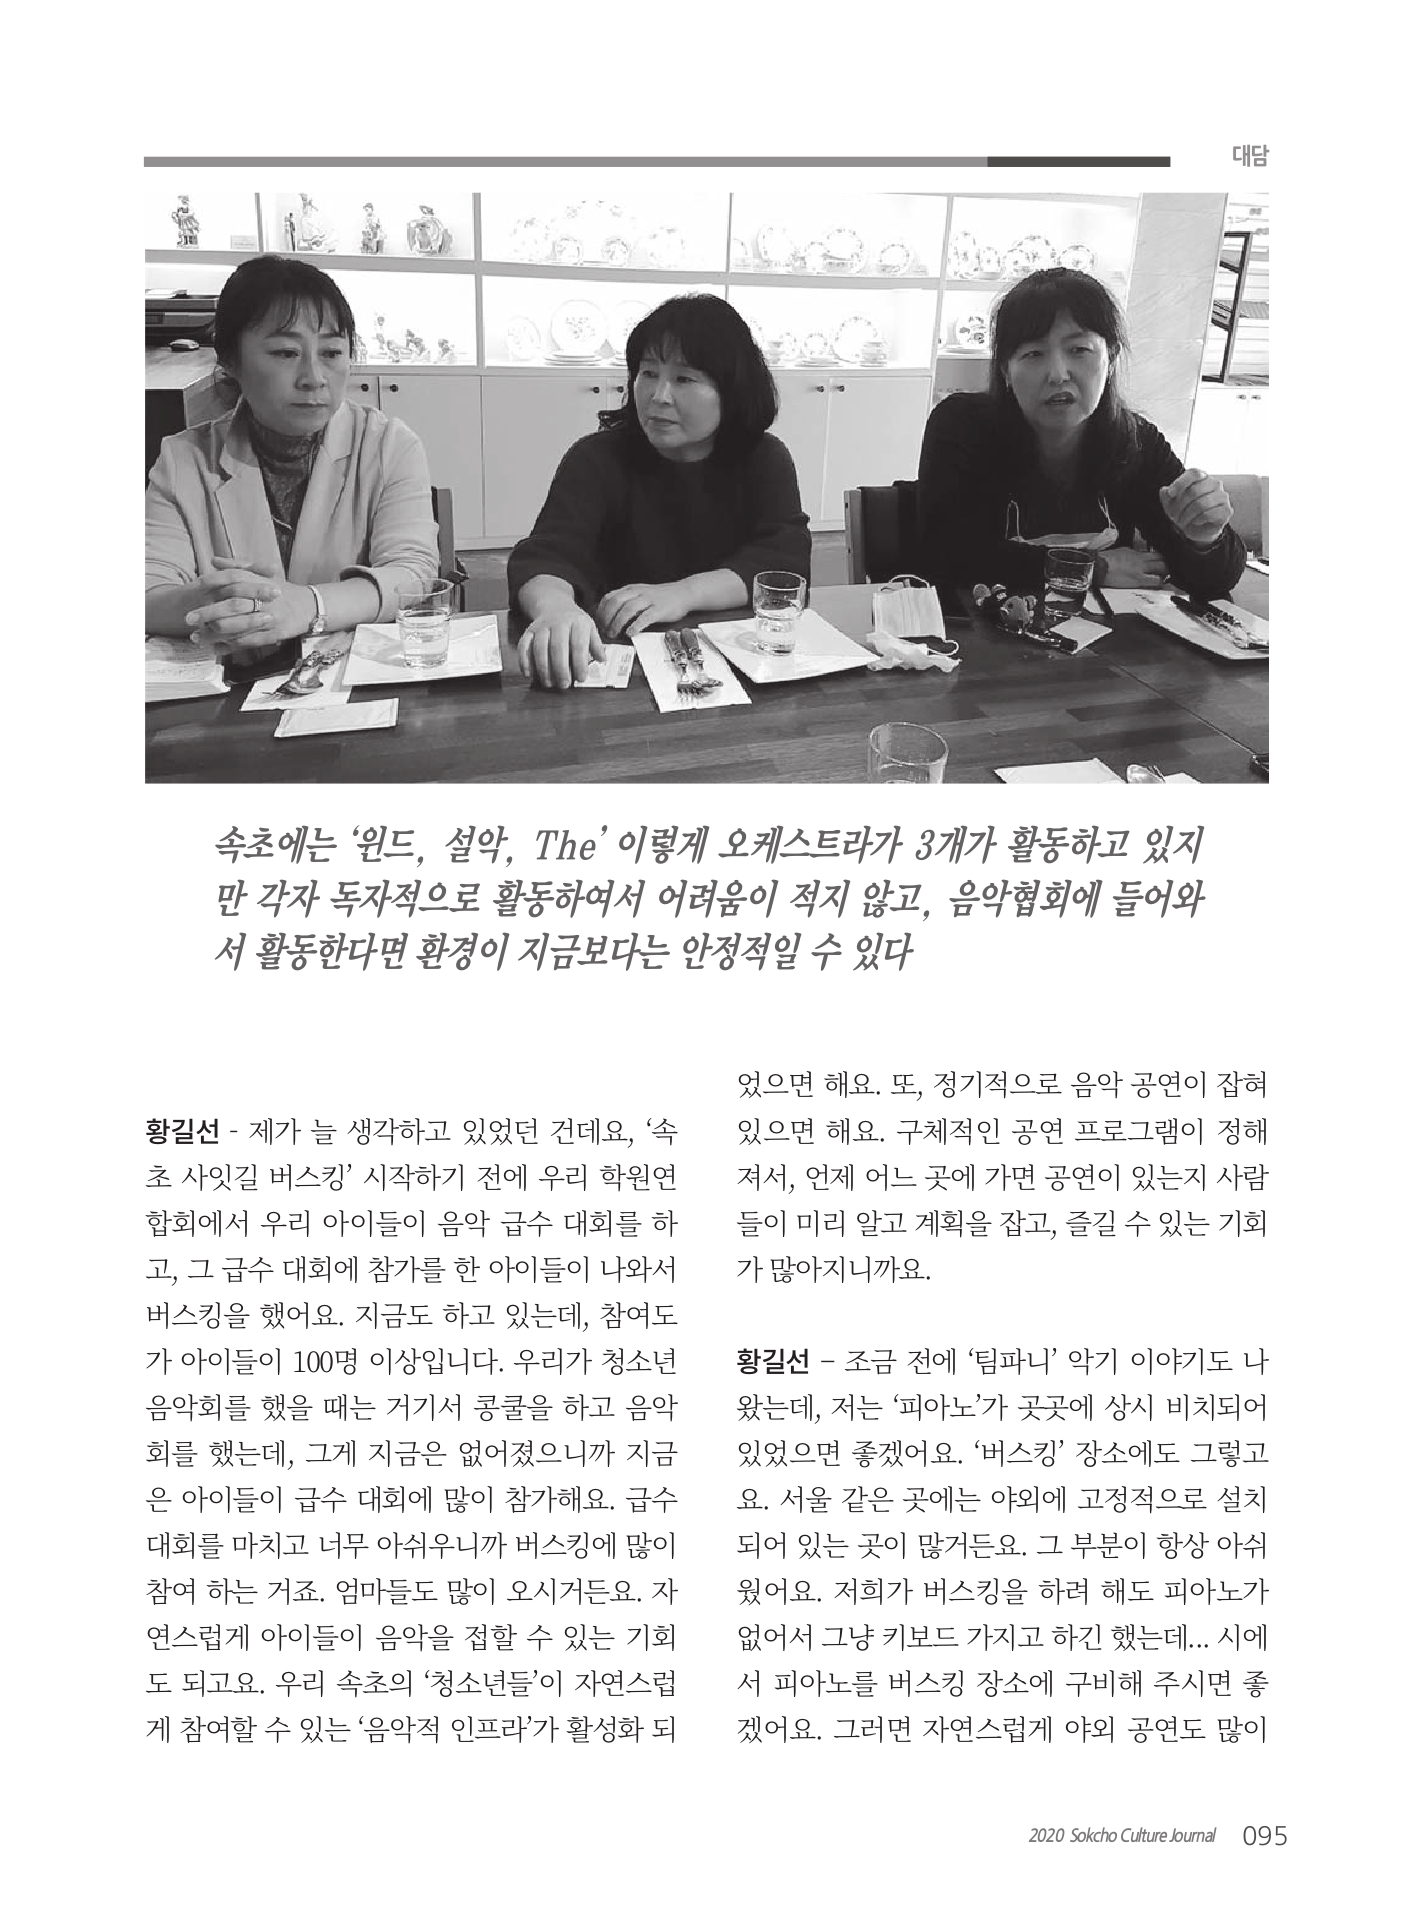 대담
속초에는 ‘윈드, 설악, The’ 이렇게 오케스트라가 3개가 활동하고 있지
만 각자 독자적으로 활동하여서 어려움이 적지 않고, 음악협회에 들어와
서 활동한다면 환경이 지금보다는 안정적일 수 있다
황길선 - 제가 늘 생각하고 있었던 건데요, ‘속
초 사잇길 버스킹’ 시작하기 전에 우리 학원연
합회에서 우리 아이들이 음악 급수 대회를 하
고, 그 급수 대회에 참가를 한 아이들이 나와서
버스킹을 했어요. 지금도 하고 있는데, 참여도
가 아이들이 100명 이상입니다. 우리가 청소년
음악회를 했을 때는 거기서 콩쿨을 하고 음악
회를 했는데, 그게 지금은 없어졌으니까 지금
은 아이들이 급수 대회에 많이 참가해요. 급수
대회를 마치고 너무 아쉬우니까 버스킹에 많이
참여 하는 거죠. 엄마들도 많이 오시거든요. 자
연스럽게 아이들이 음악을 접할 수 있는 기회
도 되고요. 우리 속초의 ‘청소년들’이 자연스럽
게 참여할 수 있는 ‘음악적 인프라’가 활성화 되
었으면 해요. 또, 정기적으로 음악 공연이 잡혀
있으면 해요. 구체적인 공연 프로그램이 정해
져서, 언제 어느 곳에 가면 공연이 있는지 사람
들이 미리 알고 계획을 잡고, 즐길 수 있는 기회
가 많아지니까요.
황길선 – 조금 전에 ‘팀파니’ 악기 이야기도 나
왔는데, 저는 ‘피아노’가 곳곳에 상시 비치되어
있었으면 좋겠어요. ‘버스킹’ 장소에도 그렇고
요. 서울 같은 곳에는 야외에 고정적으로 설치
되어 있는 곳이 많거든요. 그 부분이 항상 아쉬
웠어요. 저희가 버스킹을 하려 해도 피아노가
없어서 그냥 키보드 가지고 하긴 했는데... 시에
서 피아노를 버스킹 장소에 구비해 주시면 좋
겠어요. 그러면 자연스럽게 야외 공연도 많이
2020 Sokcho Culture Journal 095